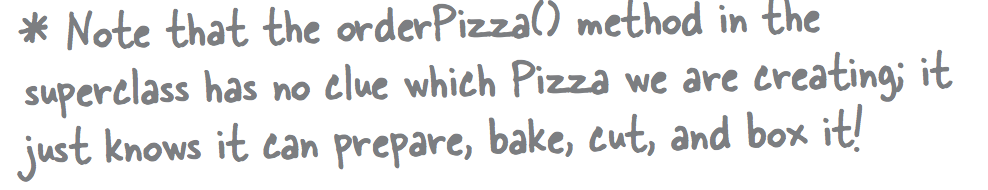 * Note that the orderPizza() method in the
superclass has no clue which Pizza we are creating; it
just knows it can prepare, bake, cut, and box it!